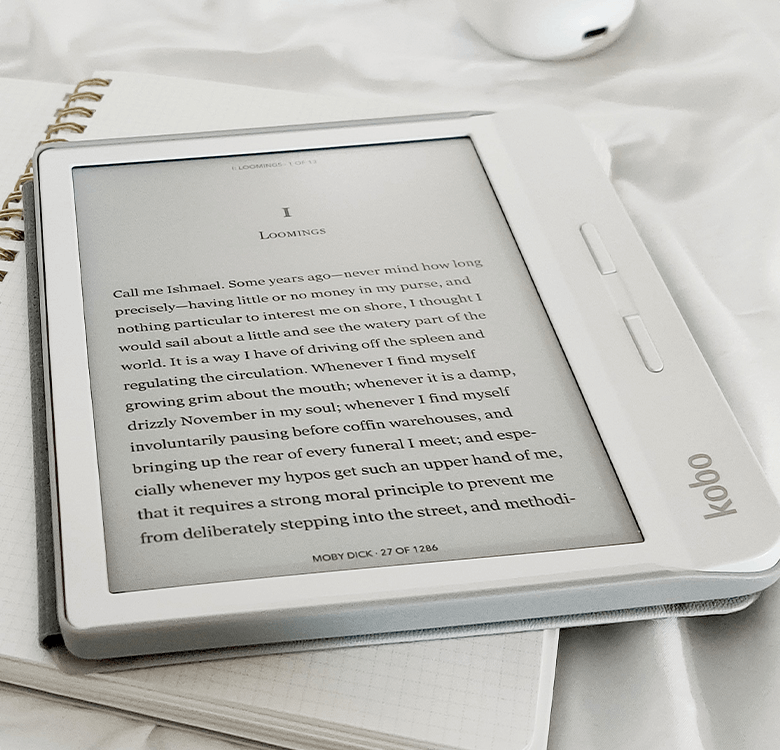 1: LOOMINGS · 1 OF 13
I
LOOMINGS
Call me Ishmael. Some years ago—never mind how long
precisely—having little or no money in my purse, and
nothing particular to interest me on shore, I thought I
would sail about a little and see the watery part of the
world. It is a way I have of driving off the spleen and
regulating the circulation. Whenever I find myself
growing grim about the mouth; whenever it is a damp,
drizzly November in my soul; whenever I find myself
involuntarily pausing before coffin warehouses, and
bringing up the rear of every funeral I meet; and espe-
cially whenever my hypos get such an upper hand of me,
that it requires a strong moral principle to prevent me
from deliberately stepping into the street, and methodi-
MOBY DICK · 27 OF 1286
kobo